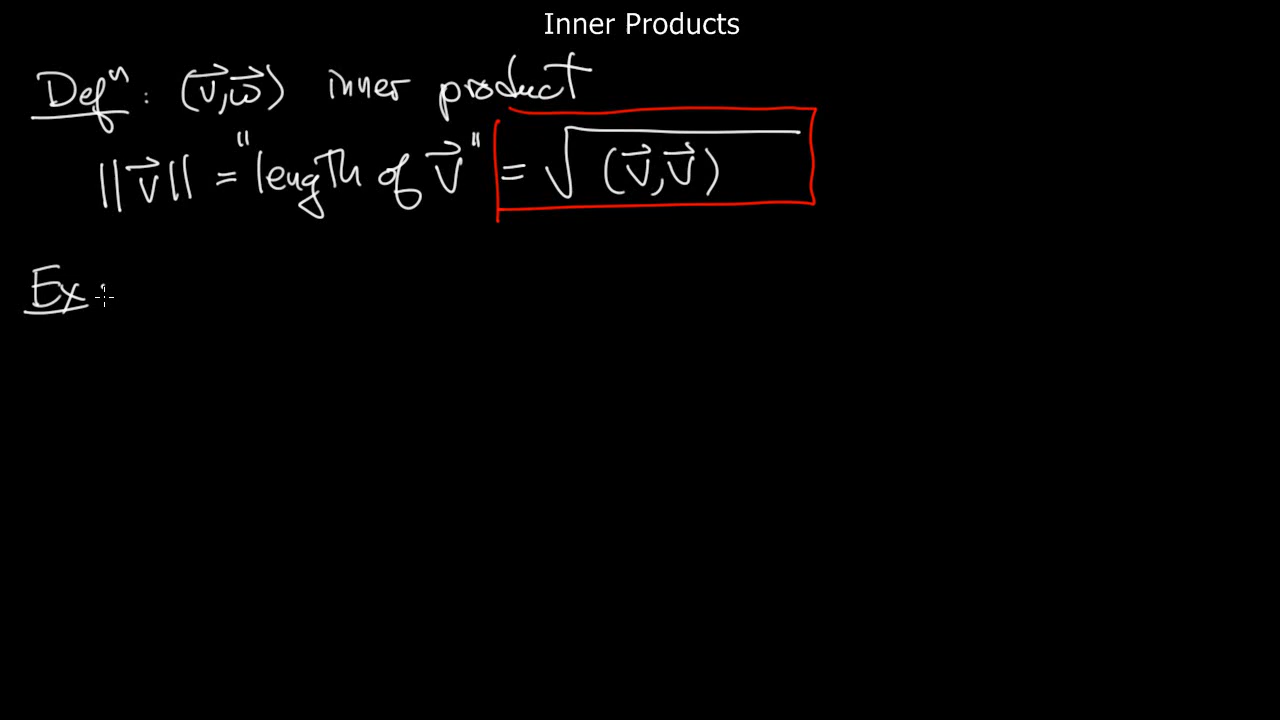 Inner Products
Defⁿ: (v⃗,w⃗) inner product
||v⃗|| = "length of v⃗" = √(v⃗,v⃗)
Ex: